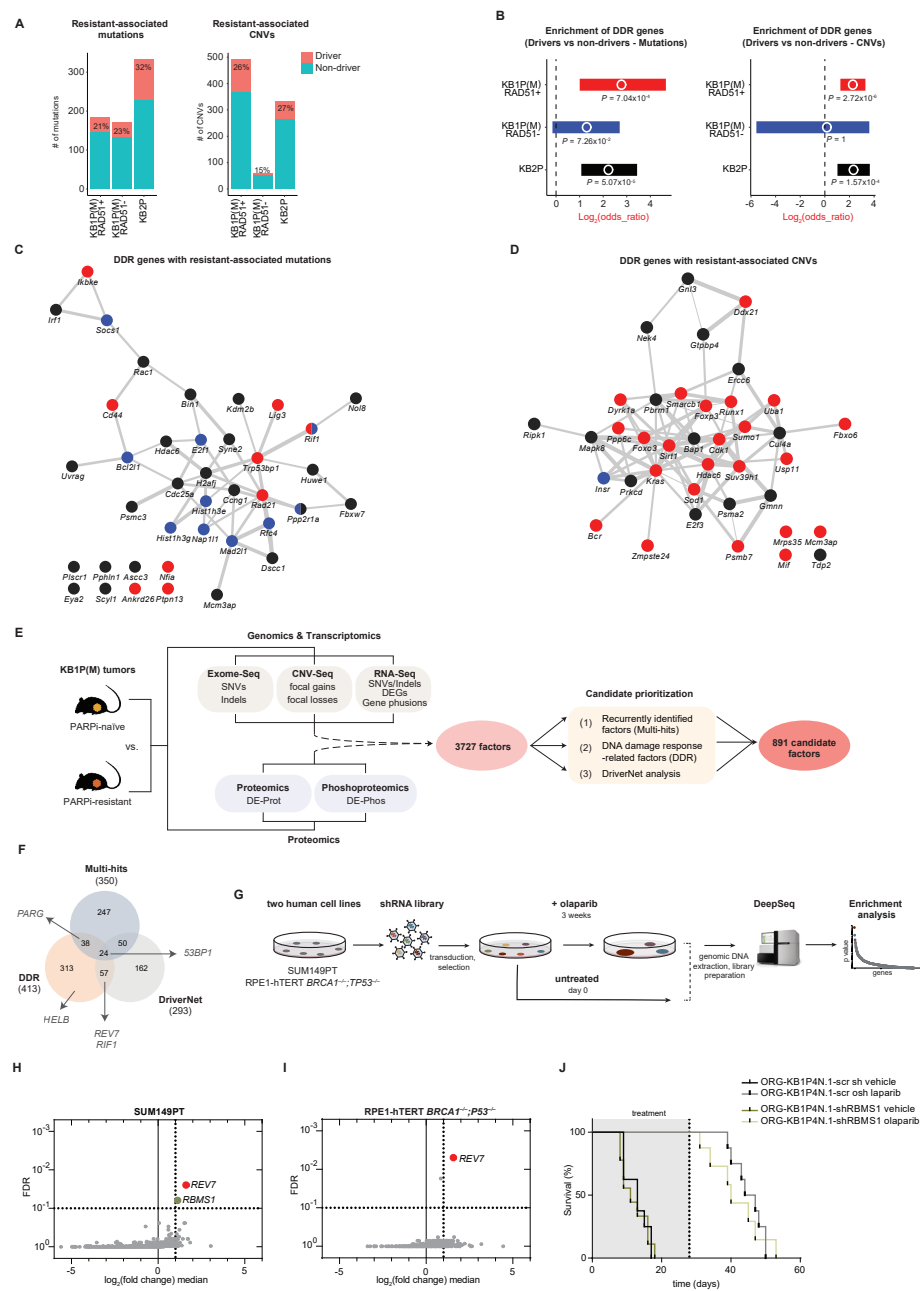 A
Resistant-associated
mutations
Resistant-associated
CNVs
Driver
Non-driver
# of mutations
300
200
100
0
21%
23%
32%
KB1P(M)
RAD51+
KB1P(M)
RAD51-
KB2P
# of CNVs
400
200
0
26%
15%
27%
KB1P(M)
RAD51+
KB1P(M)
RAD51-
KB2P
B
Enrichment of DDR genes
(Drivers vs non-drivers - Mutations)
KB1P(M)
RAD51+
P = 7.04x10⁻⁴
KB1P(M)
RAD51-
P = 7.26x10⁻²
KB2P
P = 5.07x10⁻⁵
0 1 2 3 4
Log₂(odds_ratio)
Enrichment of DDR genes
(Drivers vs non-drivers - CNVs)
KB1P(M)
RAD51+
P = 2.72x10⁻⁶
KB1P(M)
RAD51-
P = 1
KB2P
P = 1.57x10⁻⁴
-6 -4 -2 0 2 4
Log₂(odds_ratio)
C
DDR genes with resistant-associated mutations
Ikbke
Irf1
Socs1
Rac1
Cd44
Bin1
Kdm2b
Lig3
Nol8
Rif1
Syne2
E2f1
Hdac6
Bcl2l1
Uvrag
Trp53bp1
H2afj
Cdc25a
Huwe1
Psmc3
Ccng1
Rad21
Hist1h3e
Ppp2r1a
Fbxw7
Hist1h3g
Nap1l1
Rfc4
Mad2l1
Dscc1
Mcm3ap
Plscr1
Pphln1
Ascc3
Nfia
Eya2
Scyl1
Ankrd26
Ptpn13
D
DDR genes with resistant-associated CNVs
Gnl3
Ddx21
Nek4
Gtpbp4
Ercc6
Smarcb1
Dyrk1a
Pbrm1
Foxp3
Runx1
Uba1
Ripk1
Ppp6c
Sumo1
Fbxo6
Mapk8
Foxo3
Sirt1
Bap1
Cdk1
Cul4a
Usp11
Insr
Prkcd
Kras
Hdac6
Suv39h1
Sod1
Gmnn
E2f3
Psma2
Bcr
Zmpste24
Psmb7
Mrps35
Mcm3ap
Mif
Tdp2
E
Genomics & Transcriptomics
KB1P(M) tumors
PARPi-naïve
vs.
PARPi-resistant
Exome-Seq
SNVs
Indels
CNV-Seq
focal gains
focal losses
RNA-Seq
SNVs/Indels
DEGs
Gene phusions
Proteomics
DE-Prot
Phoshoproteomics
DE-Phos
Proteomics
3727 factors
Candidate prioritization
(1) Recurrently identified
factors (Multi-hits)
(2) DNA damage response
-related factors (DDR)
(3) DriverNet analysis
891 candidate
factors
F
Multi-hits
(350)
247
PARG
38
50
24
53BP1
313
57
162
DDR
(413)
DriverNet
(293)
HELB
REV7
RIF1
G
two human cell lines
SUM149PT
RPE1-hTERT BRCA1⁻/⁻;TP53⁻/⁻
shRNA library
transduction,
selection
+ olaparib
3 weeks
untreated
day 0
genomic DNA
extraction, library
preparation
DeepSeq
Enrichment
analysis
p value
genes
H
SUM149PT
FDR
10⁻³
10⁻²
10⁻¹
10⁰
REV7
RBMS1
-5 0 5
log₂(fold change) median
I
RPE1-hTERT BRCA1⁻/⁻;P53⁻/⁻
FDR
10⁻³
10⁻²
10⁻¹
10⁰
REV7
-5 0 5
log₂(fold change) median
J
ORG-KB1P4N.1-scr sh vehicle
ORG-KB1P4N.1-scr osh laparib
ORG-KB1P4N.1-shRBMS1 vehicle
ORG-KB1P4N.1-shRBMS1 olaparib
treatment
Survival (%)
100
50
0
0 20 40 60
time (days)